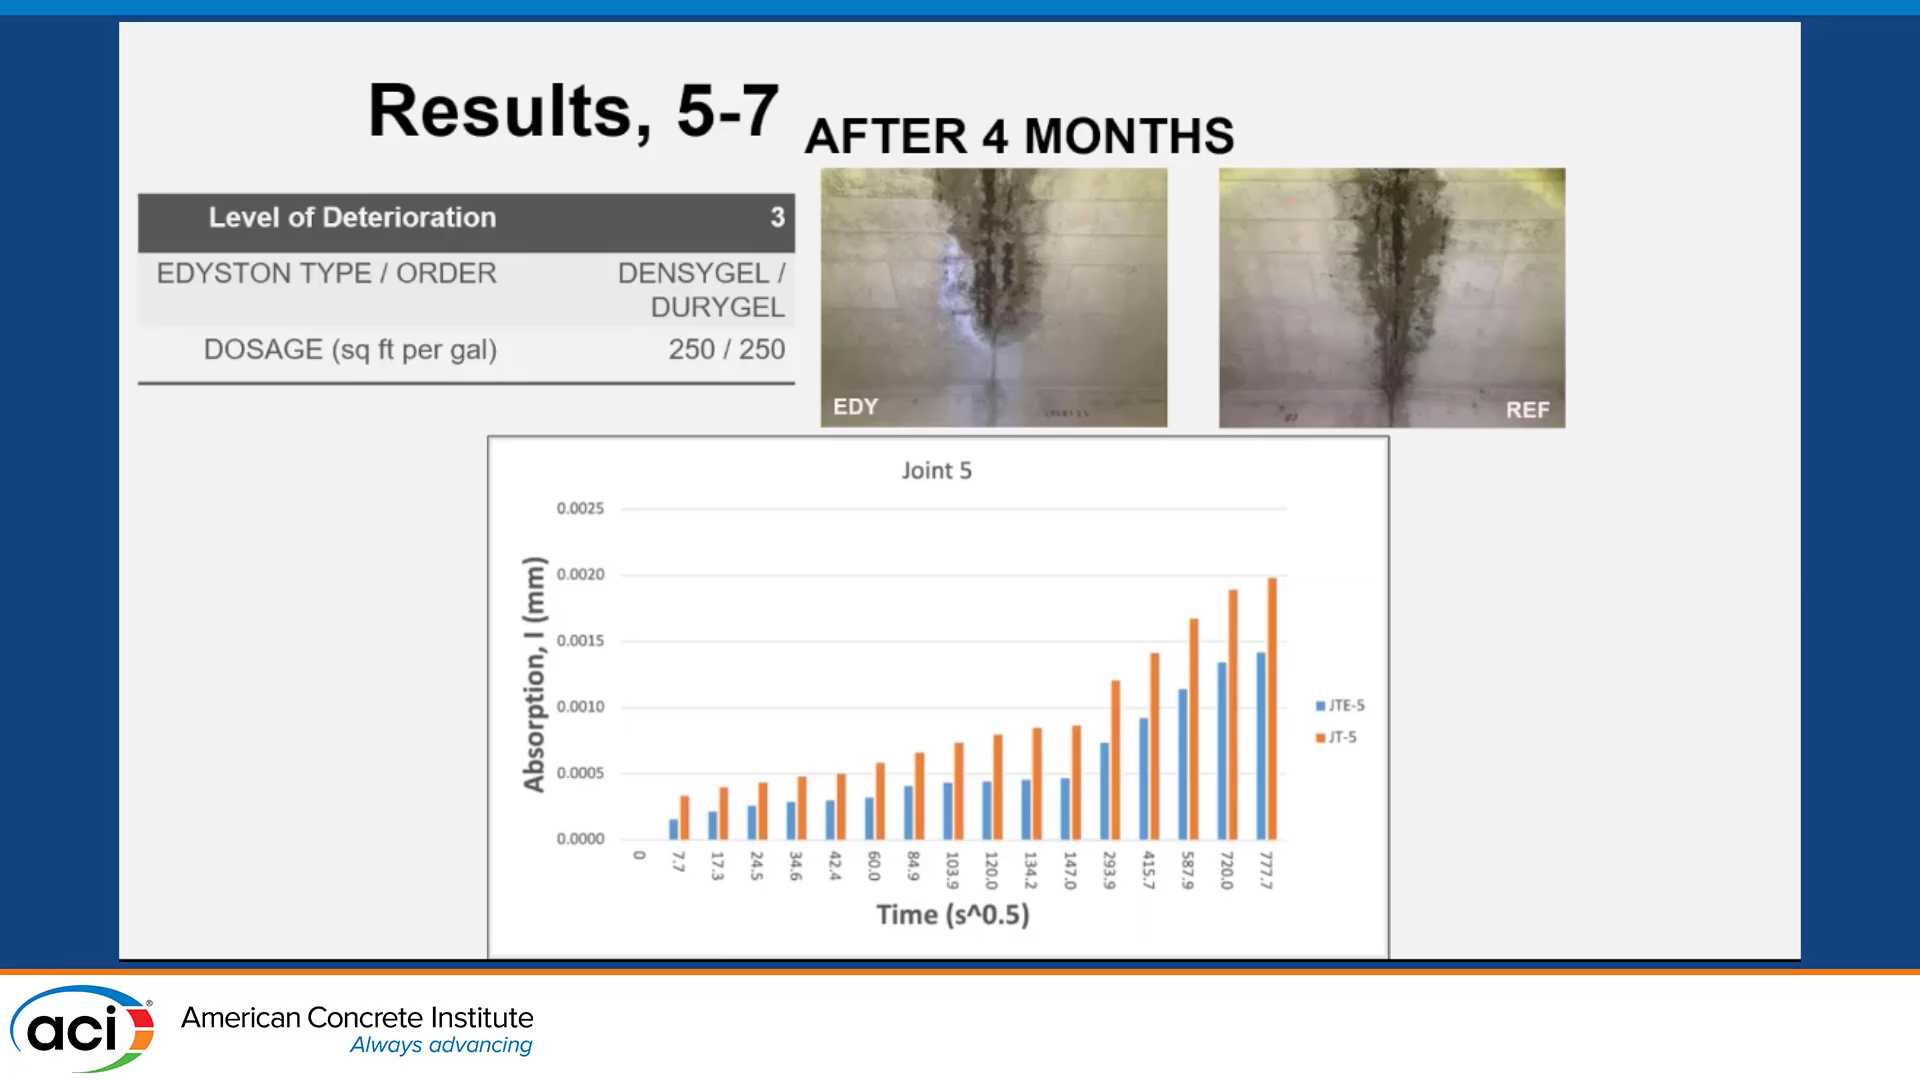 Results, 5-7 AFTER 4 MONTHS
Level of Deterioration 3
EDYSTON TYPE / ORDER DENSYGEL /
DURYGEL
DOSAGE (sq ft per gal) 250 / 250
EDY
REF
Joint 5
0.0025
0.0020
0.0015
0.0010
0.0005
0.0000
Absorption, I (mm)
0 7.7 17.3 24.5 34.6 42.4 60.0 84.9 103.9 120.0 134.2 147.0 293.9 415.7 587.9 720.0 777.7
Time (s^0.5)
JTE-5
JT-5
aci®
American Concrete Institute
Always advancing